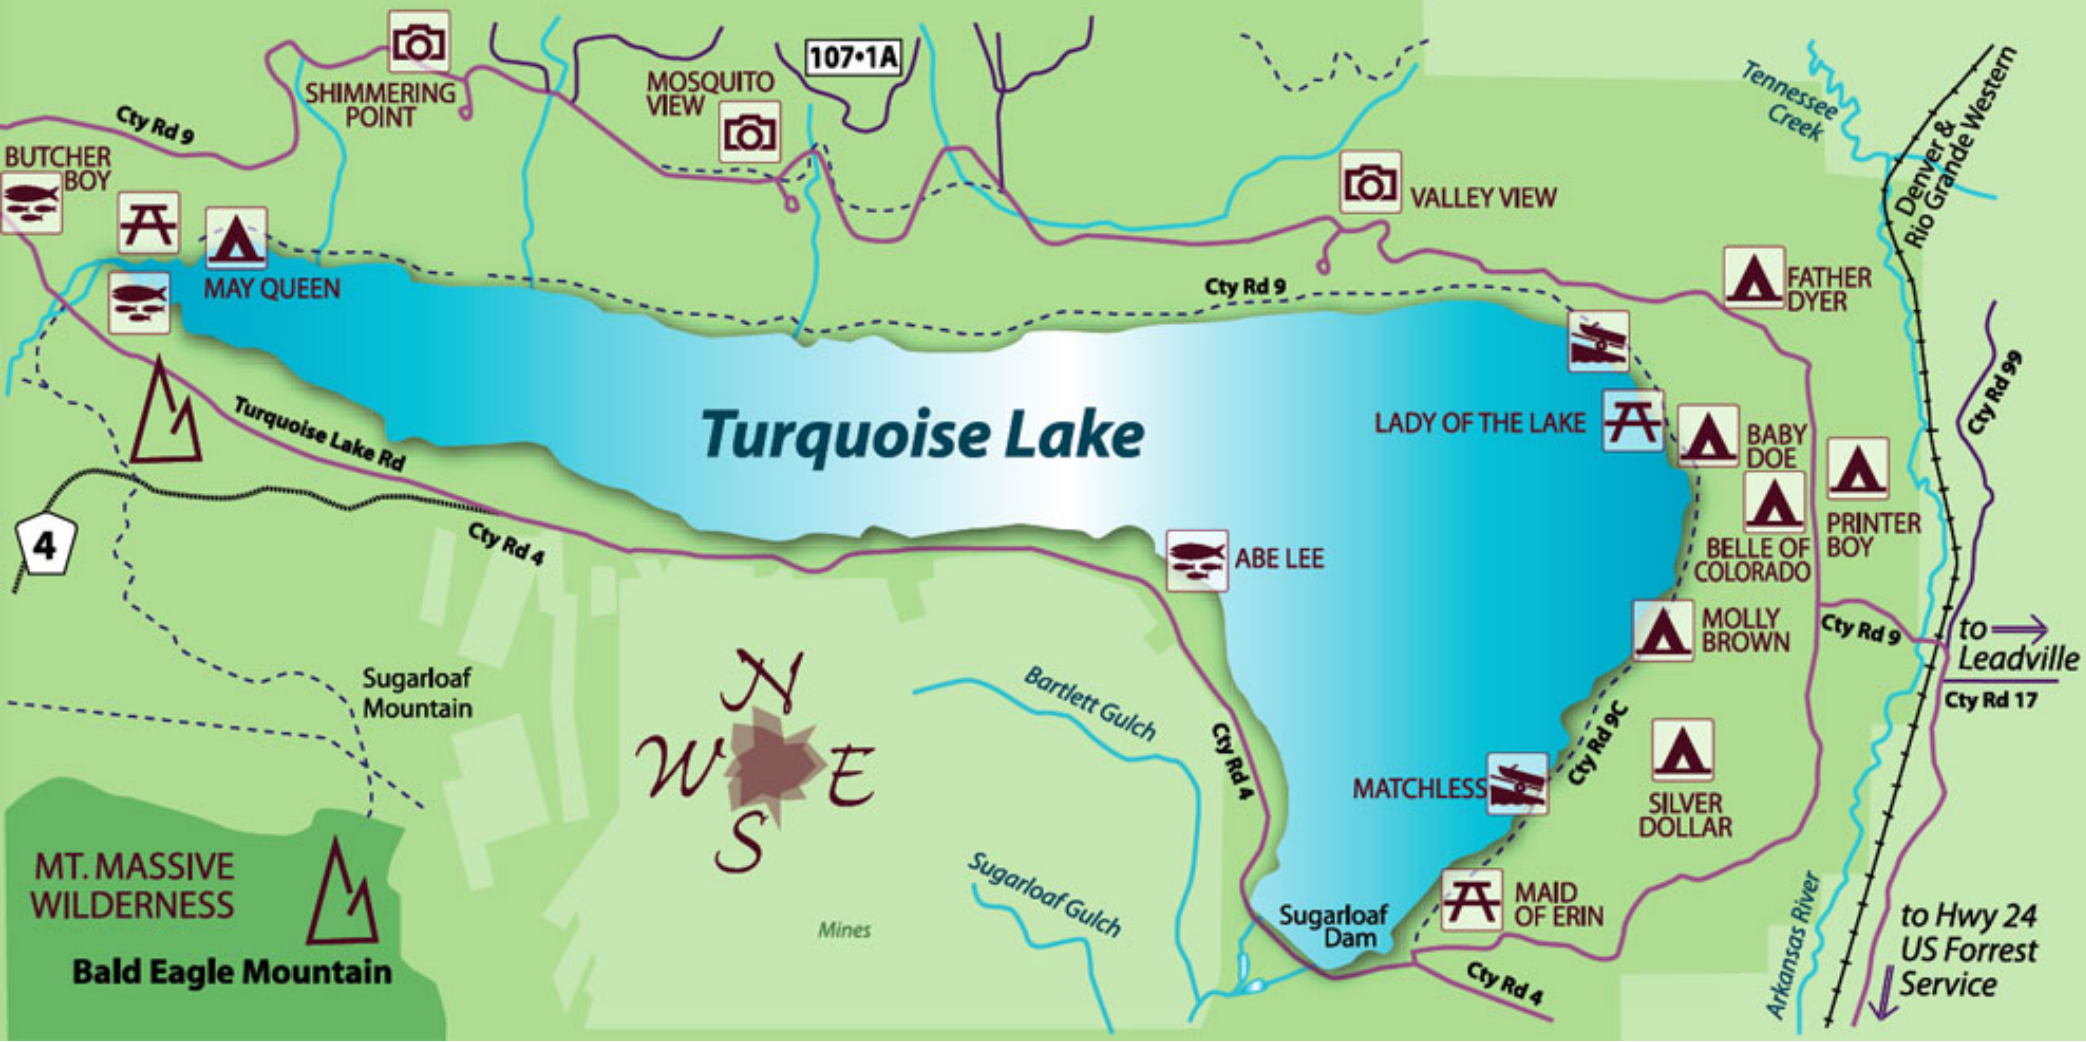 107•1A
SHIMMERING
POINT
MOSQUITO
VIEW
Tennessee
Creek
Denver &
Rio Grande Western
Cty Rd 9
BUTCHER
BOY
VALLEY VIEW
MAY QUEEN
Cty Rd 9
FATHER
DYER
Cty Rd 99
Turquoise Lake Rd
Turquoise Lake
LADY OF THE LAKE
BABY
DOE
PRINTER
BOY
BELLE OF
COLORADO
4
Cty Rd 4
ABE LEE
MOLLY
BROWN
Cty Rd 9
to
Leadville
Cty Rd 17
Sugarloaf
Mountain
N
W
E
S
Bartlett Gulch
Cty Rd 4
Cty Rd 9C
MATCHLESS
SILVER
DOLLAR
MT. MASSIVE
WILDERNESS
Bald Eagle Mountain
Mines
Sugarloaf Gulch
Sugarloaf
Dam
MAID
OF ERIN
Cty Rd 4
Arkansas River
to Hwy 24
US Forrest
Service